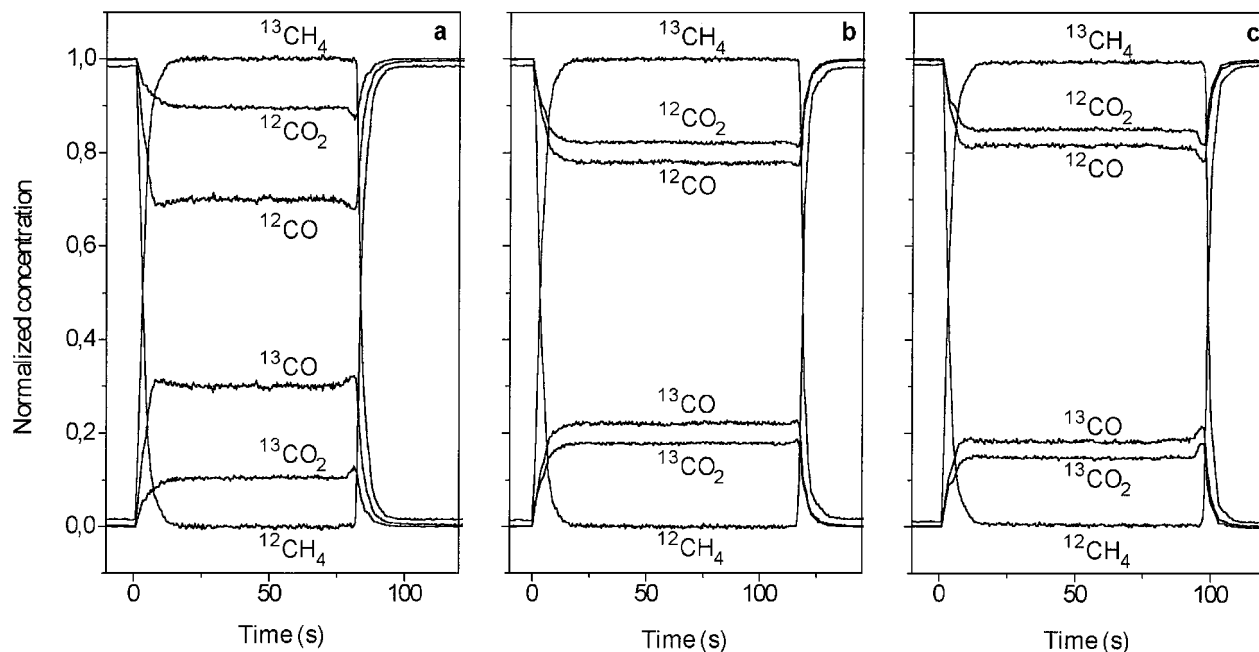 Normalized concentration
1,0
0,8
0,6
0,4
0,2
0,0
a
¹³CH₄
¹²CO₂
¹²CO
¹³CO
¹³CO₂
¹²CH₄
0
50
100
Time (s)
b
¹³CH₄
¹²CO₂
¹²CO
¹³CO
¹³CO₂
¹²CH₄
0
50
100
Time (s)
c
¹³CH₄
¹²CO₂
¹²CO
¹³CO
¹³CO₂
¹²CH₄
0
50
100
Time (s)